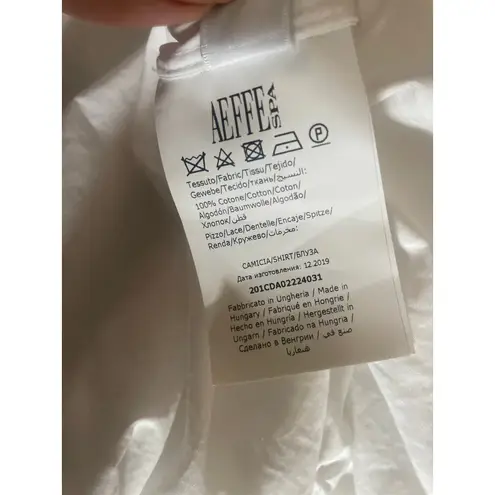 AEFFE SPA
P
Tessuto/Fabric/Tissu/Tejido/
Gewebe/Tecido/ткань/النسيج:
100% Cotone/Cotton/Coton/
Algodón/Baumwolle/Algodão/
Хлопок/قطن
Pizzo/Lace/Dentelle/Encaje/Spitze/
Renda/Кружево/مخرمات:
CAMICIA/SHIRT/БЛУЗА
Дата изготовления: 12.2019
201CDA02224031
Fabbricato in Ungheria / Made in
Hungary / Fabriqué en Hongrie /
Hecho en Hungría / Hergestellt in
Ungarn / Fabricado na Hungria /
Сделано в Венгрии / صنع في
هنغاريا